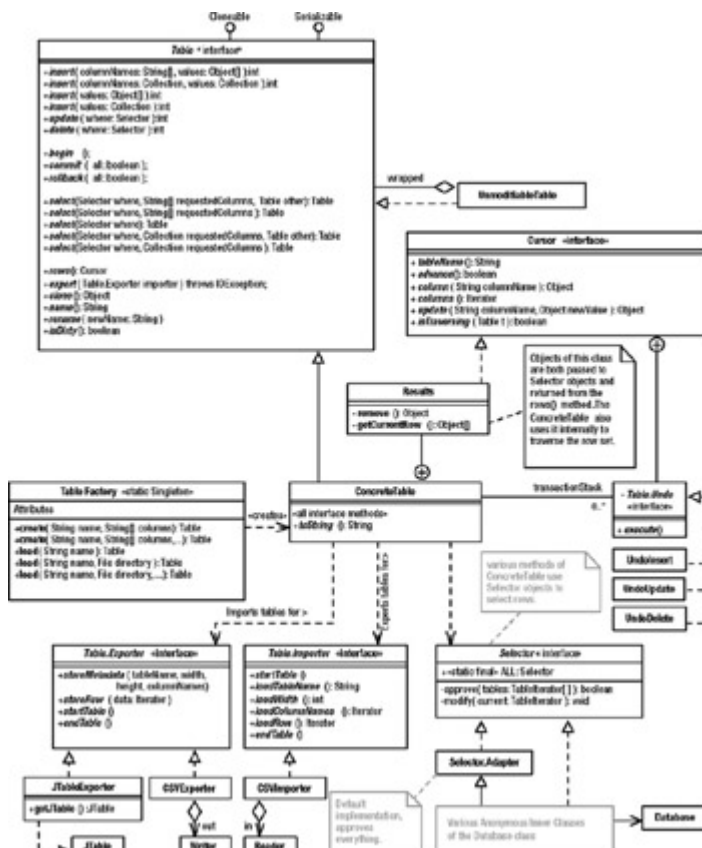 Cloneable Serializable
Table «interface»
+insert( columnNames: String[], values: Object[] ):int
+insert( columnNames: Collection, values: Collection ):int
+insert( values: Object[] ):int
+insert( values: Collection ):int
+update ( where: Selector ):int
+delete ( where: Selector ):int
+begin ();
+commit ( all: boolean );
+rollback ( all: boolean );
+select(Selector where, String[] requestedColumns, Table other): Table
+select(Selector where, String[] requestedColumns ): Table
+select(Selector where): Table
+select(Selector where, Collection requestedColumns, Table other): Table
+select(Selector where, Collection requestedColumns ): Table
+rows(): Cursor
+export ( Table.Exporter importer ) throws IOException;
+clone(): Object
+name(): String
+rename ( newName: String )
+isDirty(): boolean
wrapped
UnmodifiableTable
Cursor «interface»
+ tableName (): String
+ advance(): boolean
+ column ( String columnName ): Object
+ columns (): Iterator
+ update ( String columnName, Object newValue ): Object
+ isTraversing ( Table t ): boolean
Objects of this class
are both passed to
Selector objects and
returned from the
rows() method. The
ConcreteTable also
uses it internally to
traverse the row set.
Results
- remove (): Object
- getCurrentRow (): Object[]
Table Factory «static Singleton»
Attributes
+create( String name, String[] columns): Table
+create( String name, String[] columns,...): Table
+load ( String name ): Table
+load ( String name, File directory ): Table
+load ( String name, File directory,...): Table
«creates»
ConcreteTable
«all interface methods»
- toString (): String
transactionStack
0..*
- Table.Undo
«interface»
+ execute()
UndoInsert
UndoUpdate
UndoDelete
various methods of
ConcreteTable use
Selector objects to
select rows.
Imports tables for >
Exports tables for >
Table.Exporter «interface»
+storeMetadata ( tableName, width,
height, columnNames)
+storeRow ( data: Iterator )
+startTable ()
+endTable ()
Table.Importer «interface»
+startTable ()
+loadTableName (): String
+loadWidth (): int
+loadColumnNames (): Iterator
+loadRow (): Iterator
+endTable ()
Selector «interface»
+«static final» ALL: Selector
-approve( tables: TableIterator[ ] ): boolean
-modify( current: TableIterator ): void
JTableExporter
+getJTable (): JTable
CSVExporter
CSVImporter
Selector.Adapter
out
in
Default
implementation,
approves
everything.
Various Anonymous Inner Clauses
of the Database class
Database
JTable
Writer
Reader